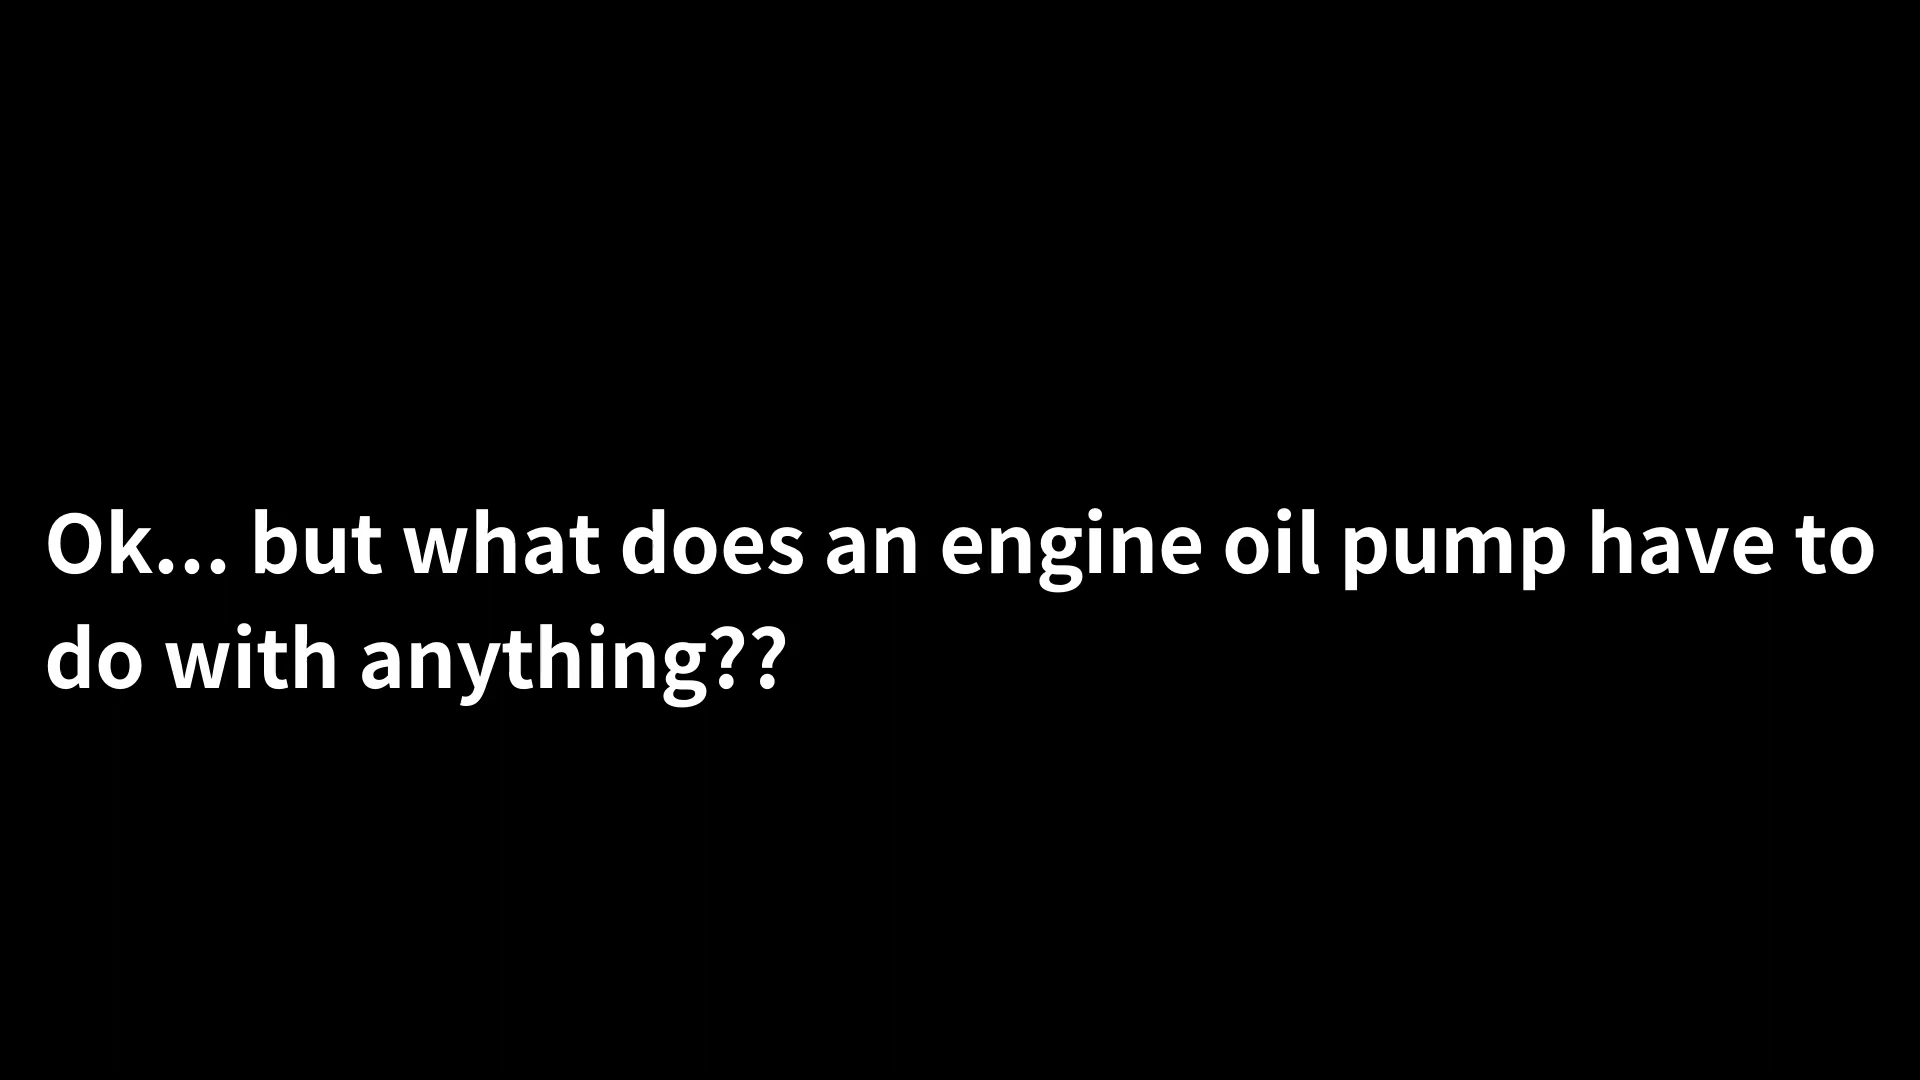 Ok... but what does an engine oil pump have to
do with anything??